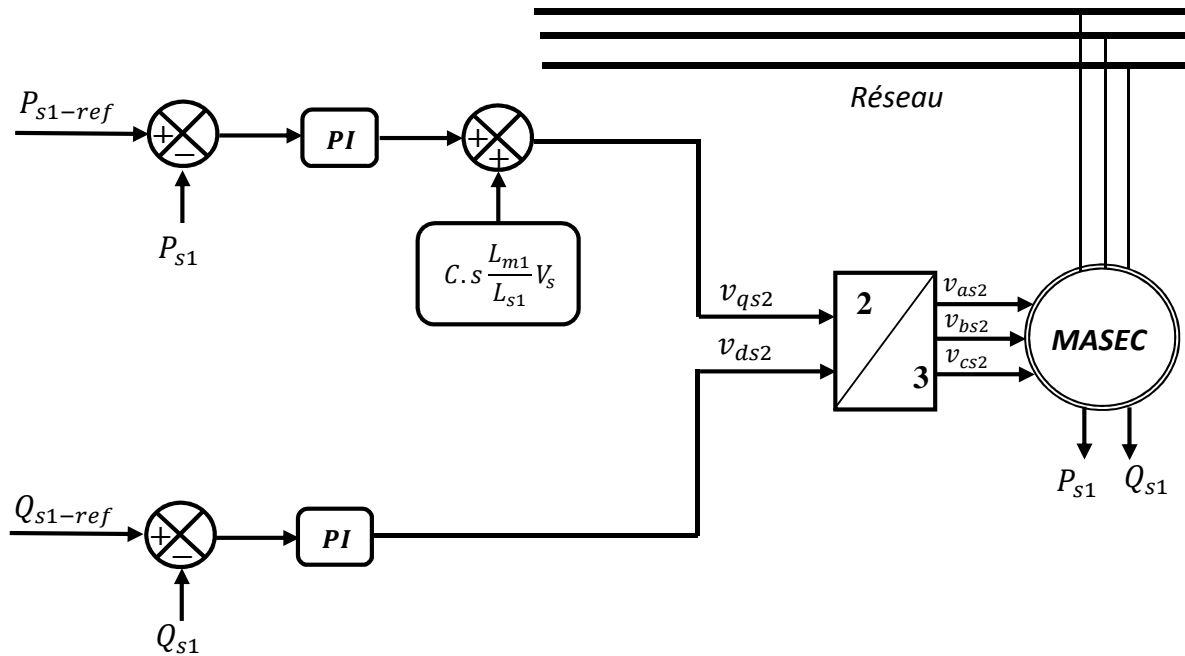 Réseau
P_{s1-ref}
+
−
PI
+
+
P_{s1}
C.s \frac{L_{m1}}{L_{s1}} V_s
v_{qs2}
v_{ds2}
2
3
v_{as2}
v_{bs2}
v_{cs2}
MASEC
P_{s1}
Q_{s1}
Q_{s1-ref}
+
−
PI
Q_{s1}